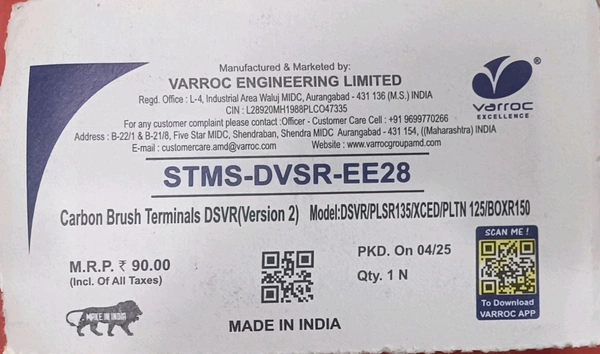 Manufactured & Marketed by:
VARROC ENGINEERING LIMITED
Regd. Office : L-4, Industrial Area Waluj MIDC, Aurangabad - 431 136 (M.S.) INDIA
CIN : L28920MH1988PLCO47335
For any customer complaint please contact :Officer - Customer Care Cell : +91 9699770266
Address : B-22/1 & B-21/8, Five Star MIDC, Shendraban, Shendra MIDC Aurangabad - 431 154, ((Maharashtra) INDIA
E-mail : customercare.amd@varroc.com Website : www.varrocgroupamd.com
varroc
EXCELLENCE
®
STMS-DVSR-EE28
Carbon Brush Terminals DSVR(Version 2) Model:DSVR/PLSR135/XCED/PLTN 125/BOXR150
M.R.P. ₹ 90.00
(Incl. Of All Taxes)
MAKE IN INDIA
MADE IN INDIA
PKD. On 04/25
Qty. 1 N
SCAN ME !
To Download
VARROC APP